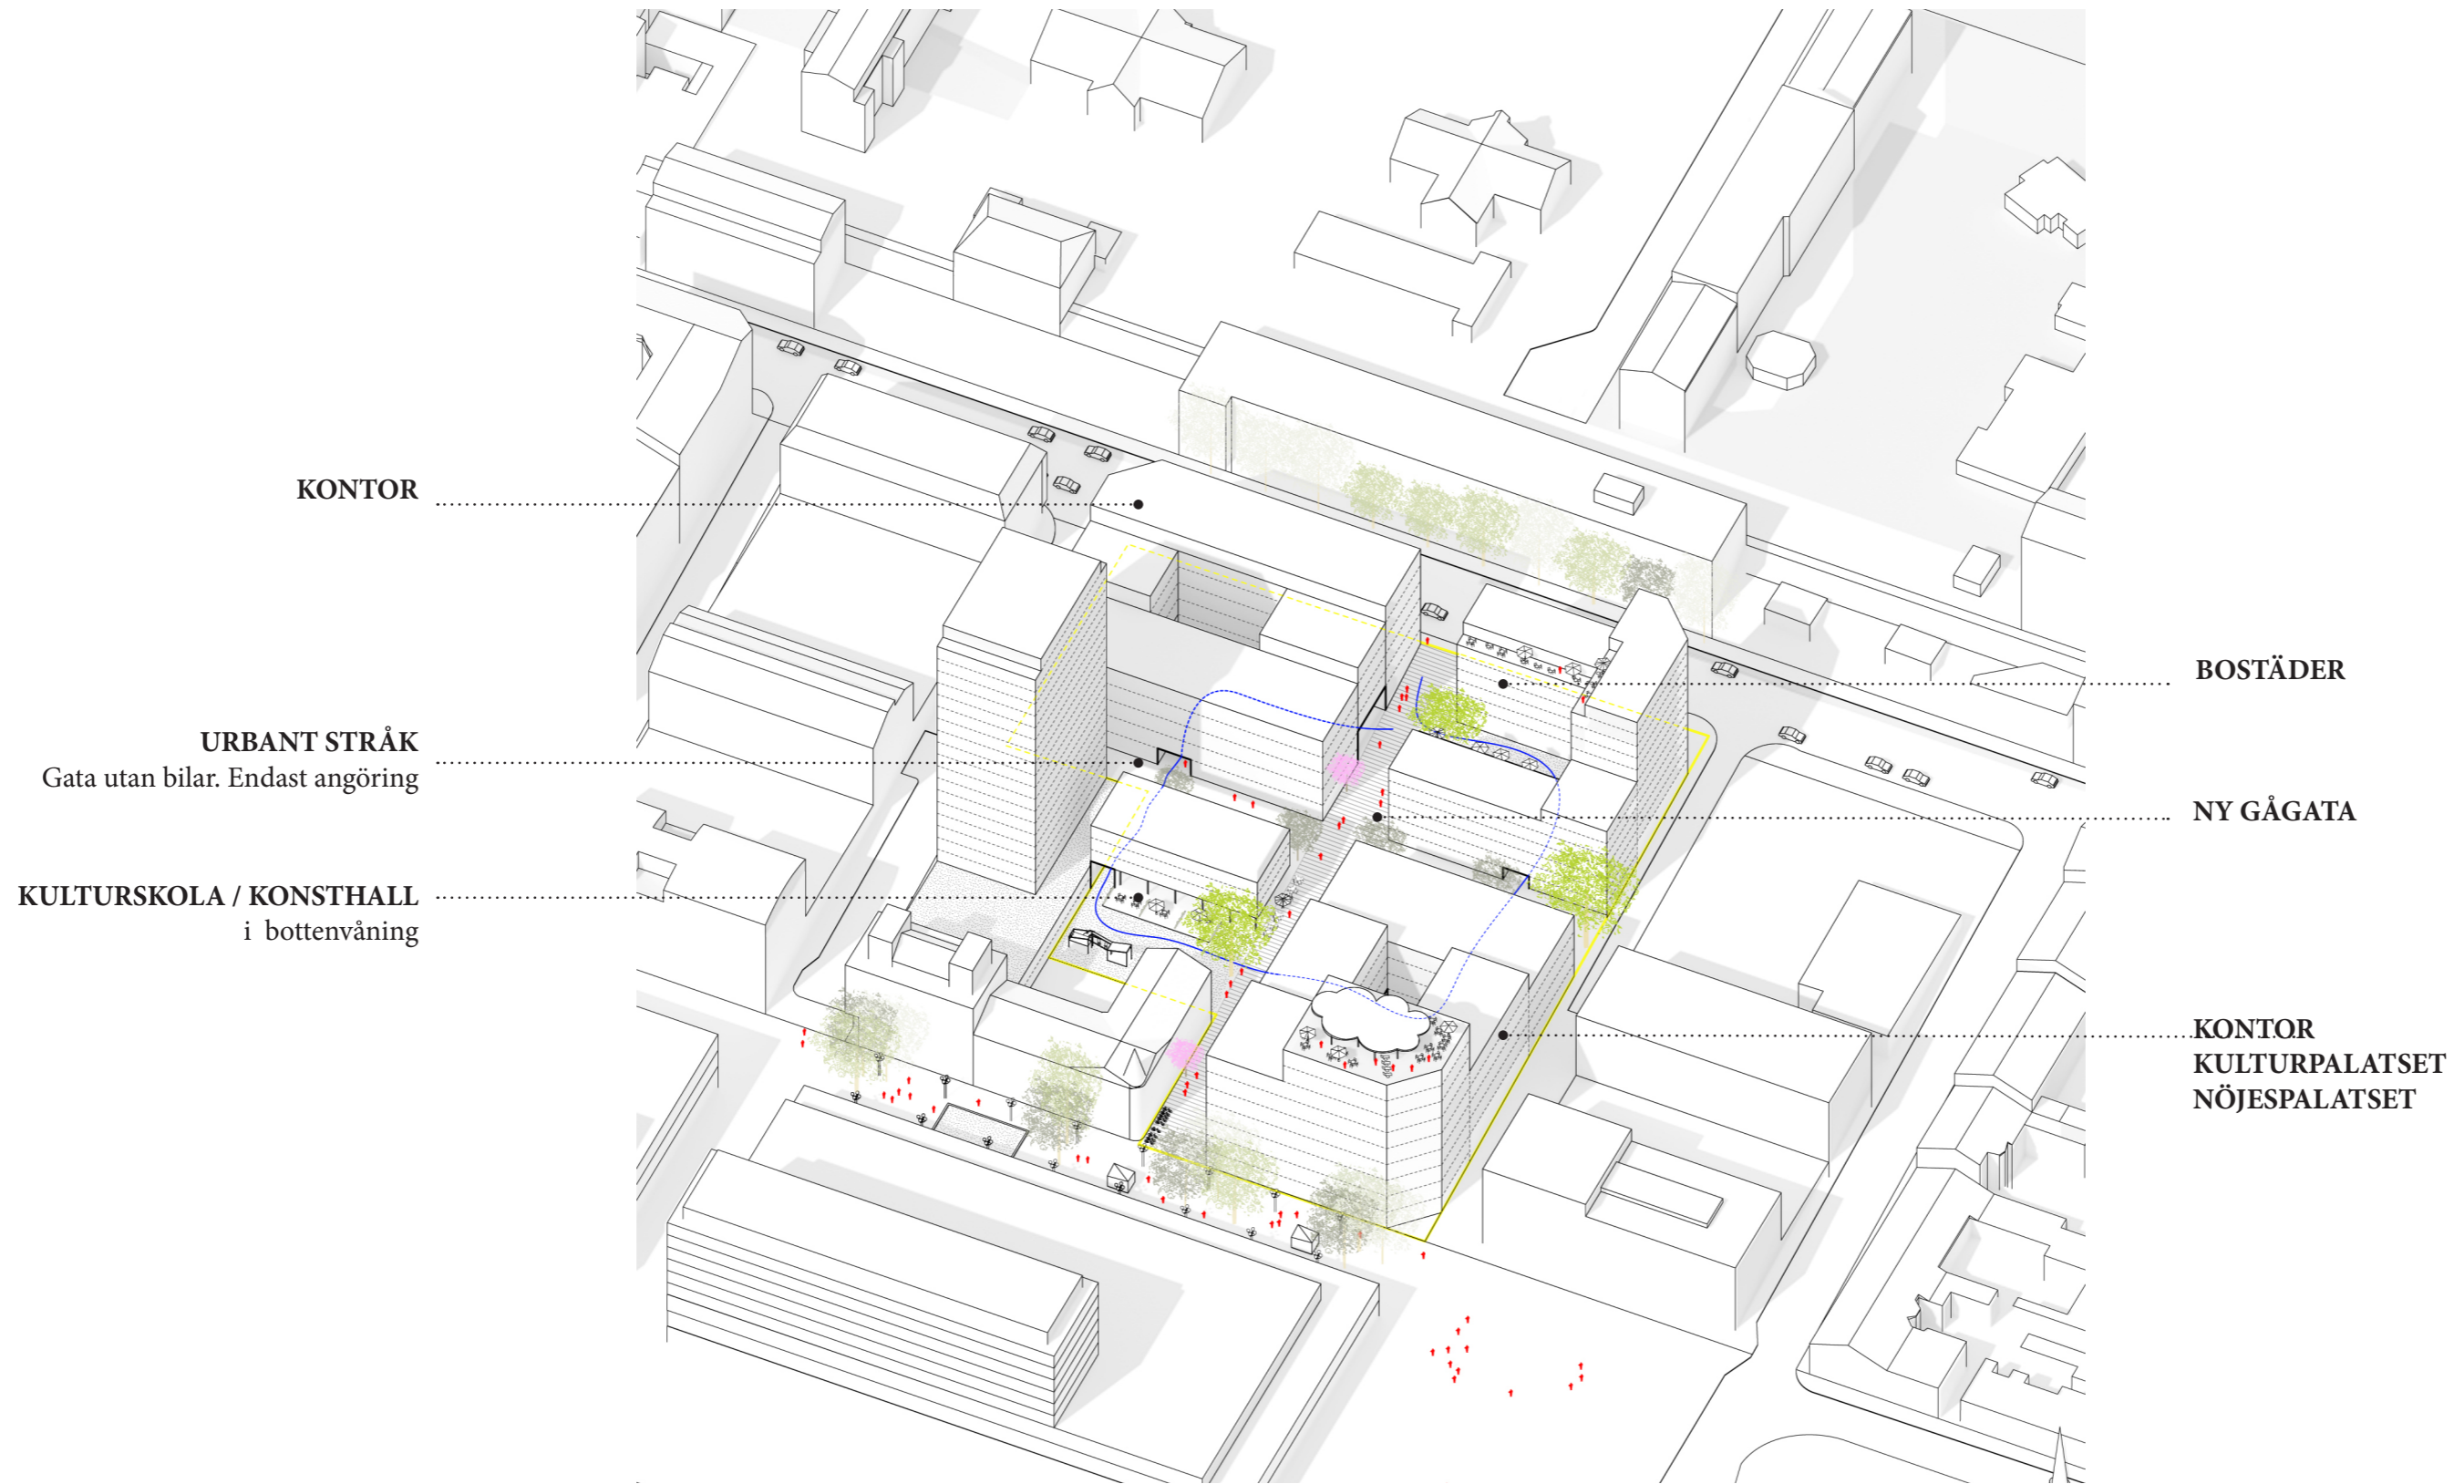 KONTOR
URBANT STRÅK
Gata utan bilar. Endast angöring
KULTURSKOLA / KONSTHALL
i bottenvåning
BOSTÄDER
NY GÅGATA
KONTOR
KULTURPALATSET
NÖJESPALATSET